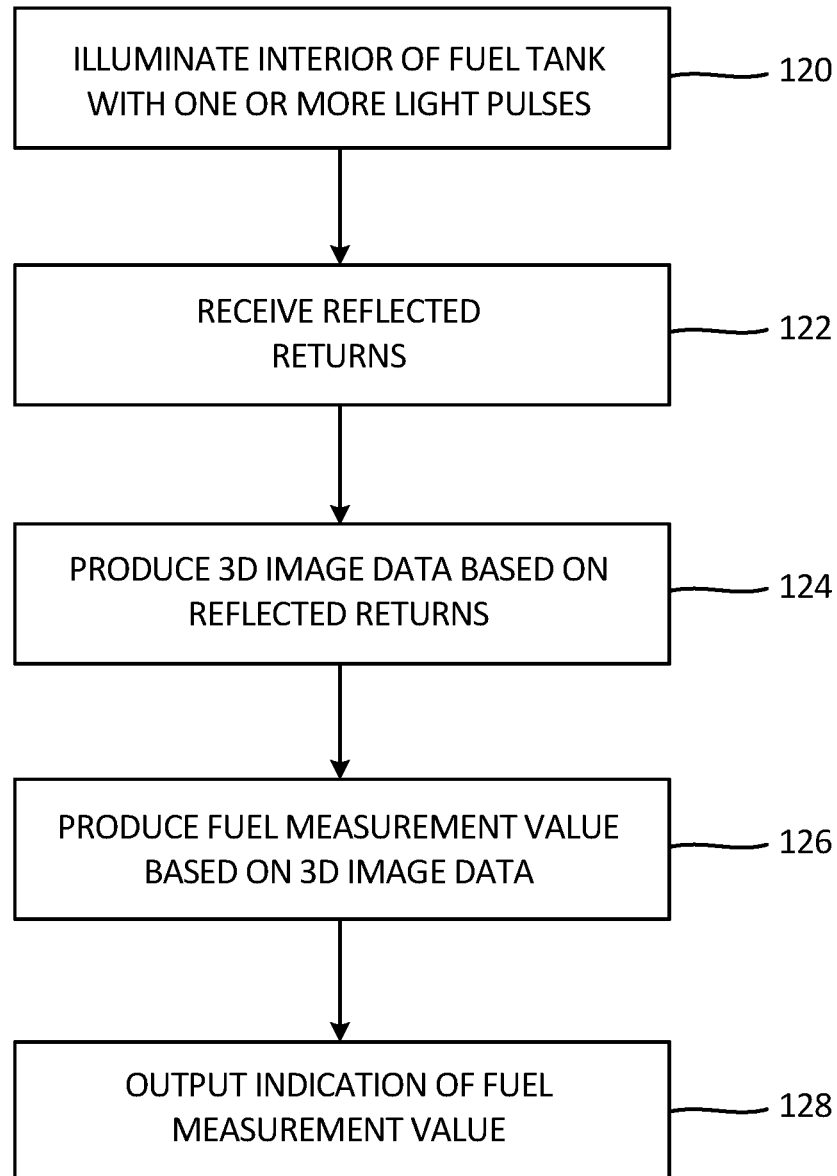 ILLUMINATE INTERIOR OF FUEL TANK
WITH ONE OR MORE LIGHT PULSES
120
RECEIVE REFLECTED
RETURNS
122
PRODUCE 3D IMAGE DATA BASED ON
REFLECTED RETURNS
124
PRODUCE FUEL MEASUREMENT VALUE
BASED ON 3D IMAGE DATA
126
OUTPUT INDICATION OF FUEL
MEASUREMENT VALUE
128